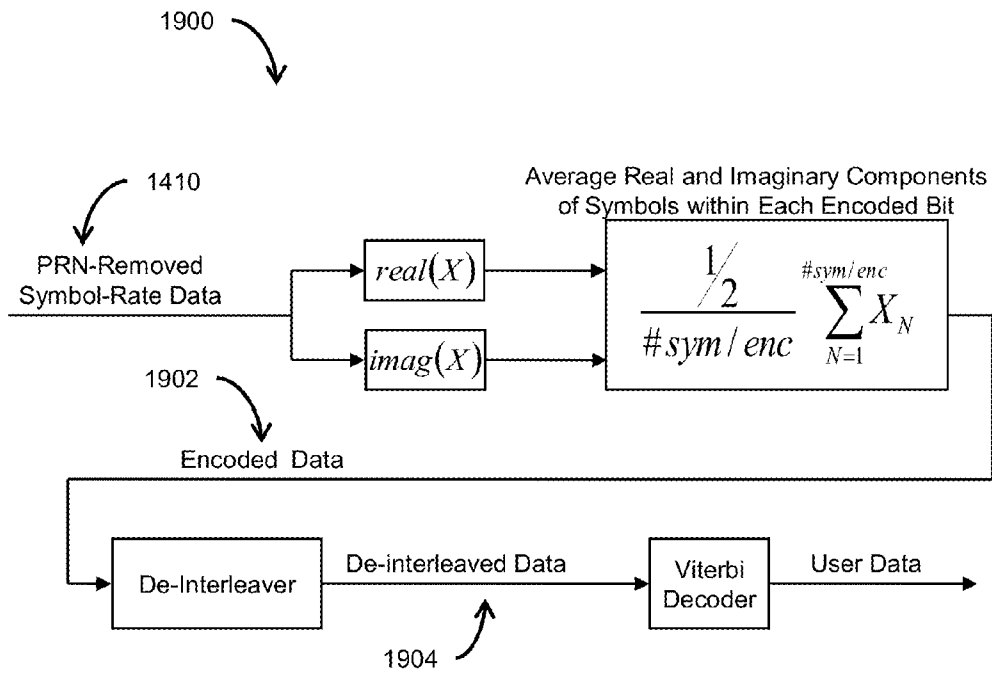 1900
1410
PRN-Removed
Symbol-Rate Data
real(X)
imag(X)
Average Real and Imaginary Components
of Symbols within Each Encoded Bit
1/2
#sym/enc
#sym/enc
∑ X_N
N=1
1902
Encoded Data
De-Interleaver
De-interleaved Data
1904
Viterbi
Decoder
User Data